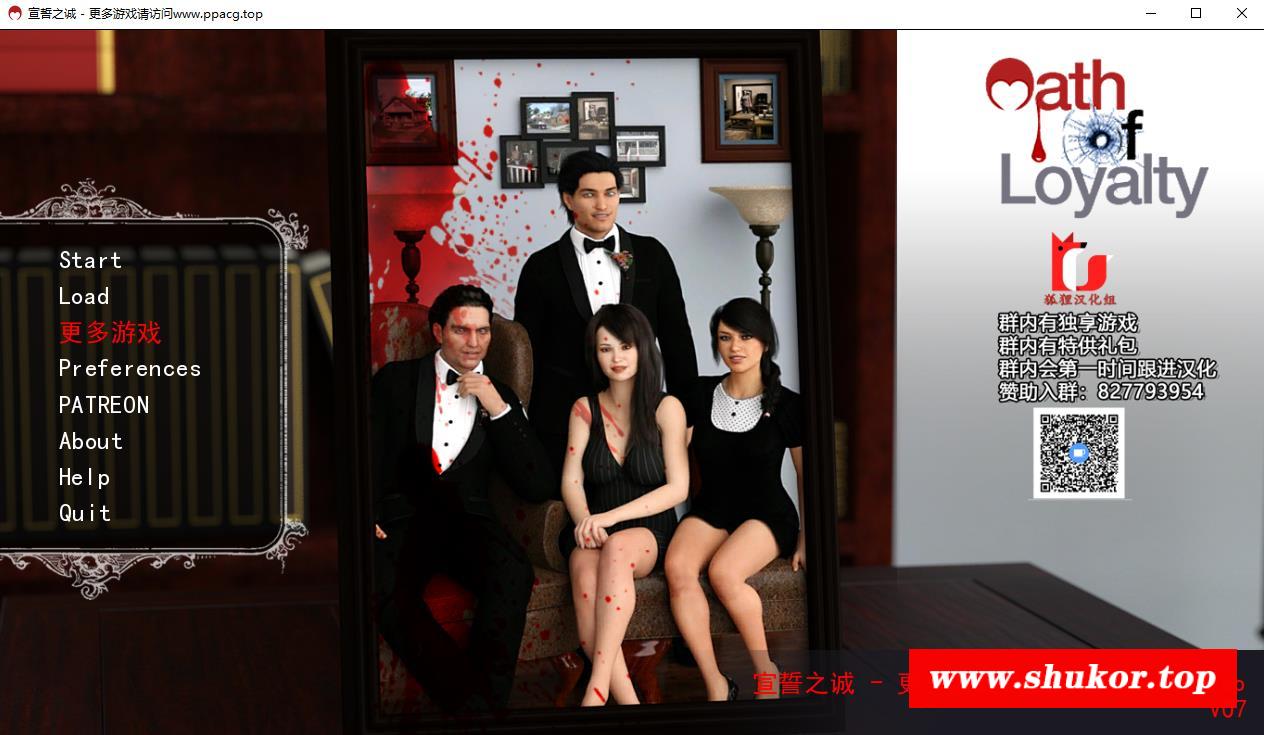 宣誓之诚 - 更多游戏请访问www.ppacg.top
Oath
of
Loyalty
狐狸汉化组
群内有独享游戏
群内有特供礼包
群内会第一时间跟进汉化
赞助入群：827793954
Start
Load
更多游戏
Preferences
PATREON
About
Help
Quit
宣誓之诚 - 更
www.shukor.top
V07